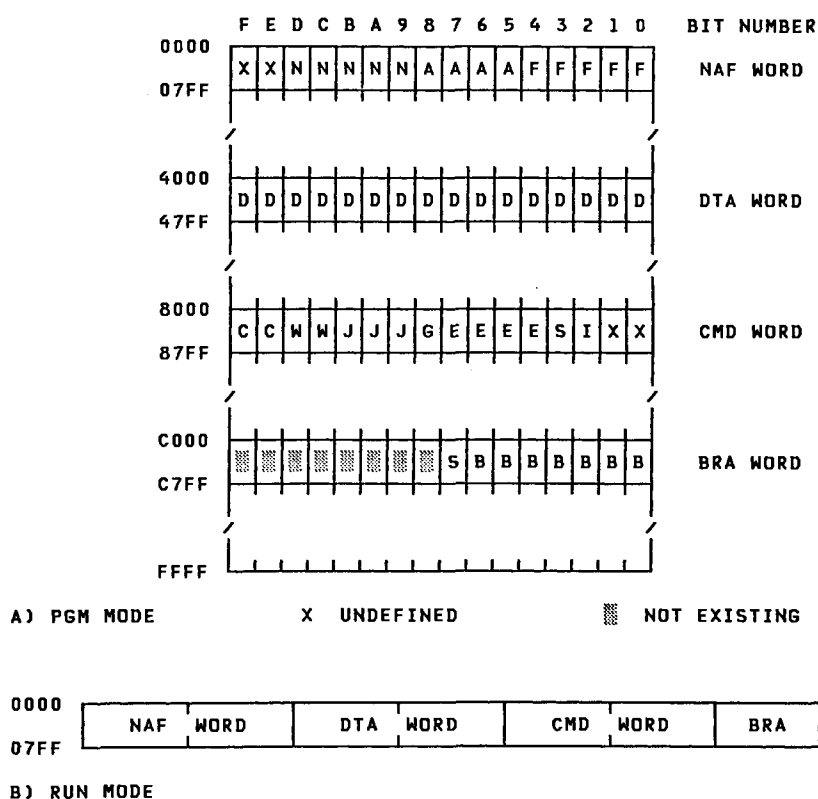 F E D C B A 9 8 7 6 5 4 3 2 1 0 BIT NUMBER
0000
X X N N N N N A A A A F F F F F NAF WORD
07FF
4000
D D D D D D D D D D D D D D D D DTA WORD
47FF
8000
C C W W J J J G E E E E S I X X CMD WORD
87FF
C000
S B B B B B B B BRA WORD
C7FF
FFFF
A) PGM MODE X UNDEFINED NOT EXISTING
0000
NAF WORD DTA WORD CMD WORD BRA
07FF
B) RUN MODE